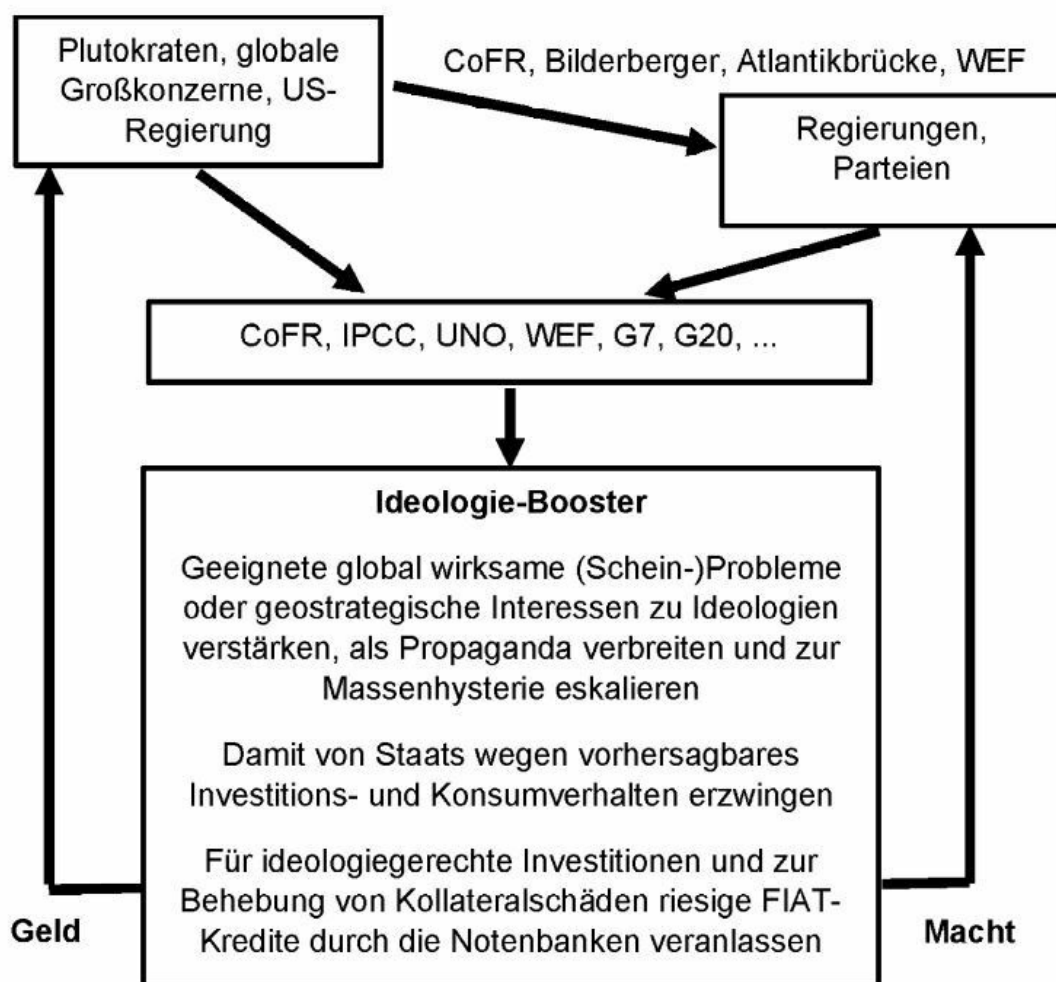 Plutokraten, globale
Großkonzerne, US-
Regierung
CoFR, Bilderberger, Atlantikbrücke, WEF
Regierungen,
Parteien
CoFR, IPCC, UNO, WEF, G7, G20, ...
Ideologie-Booster
Geeignete global wirksame (Schein-)Probleme
oder geostrategische Interessen zu Ideologien
verstärken, als Propaganda verbreiten und zur
Massenhysterie eskalieren
Damit von Staats wegen vorhersagbares
Investitions- und Konsumverhalten erzwingen
Für ideologiegerechte Investitionen und zur
Behebung von Kollateralschäden riesige FIAT-
Kredite durch die Notenbanken veranlassen
Geld
Macht